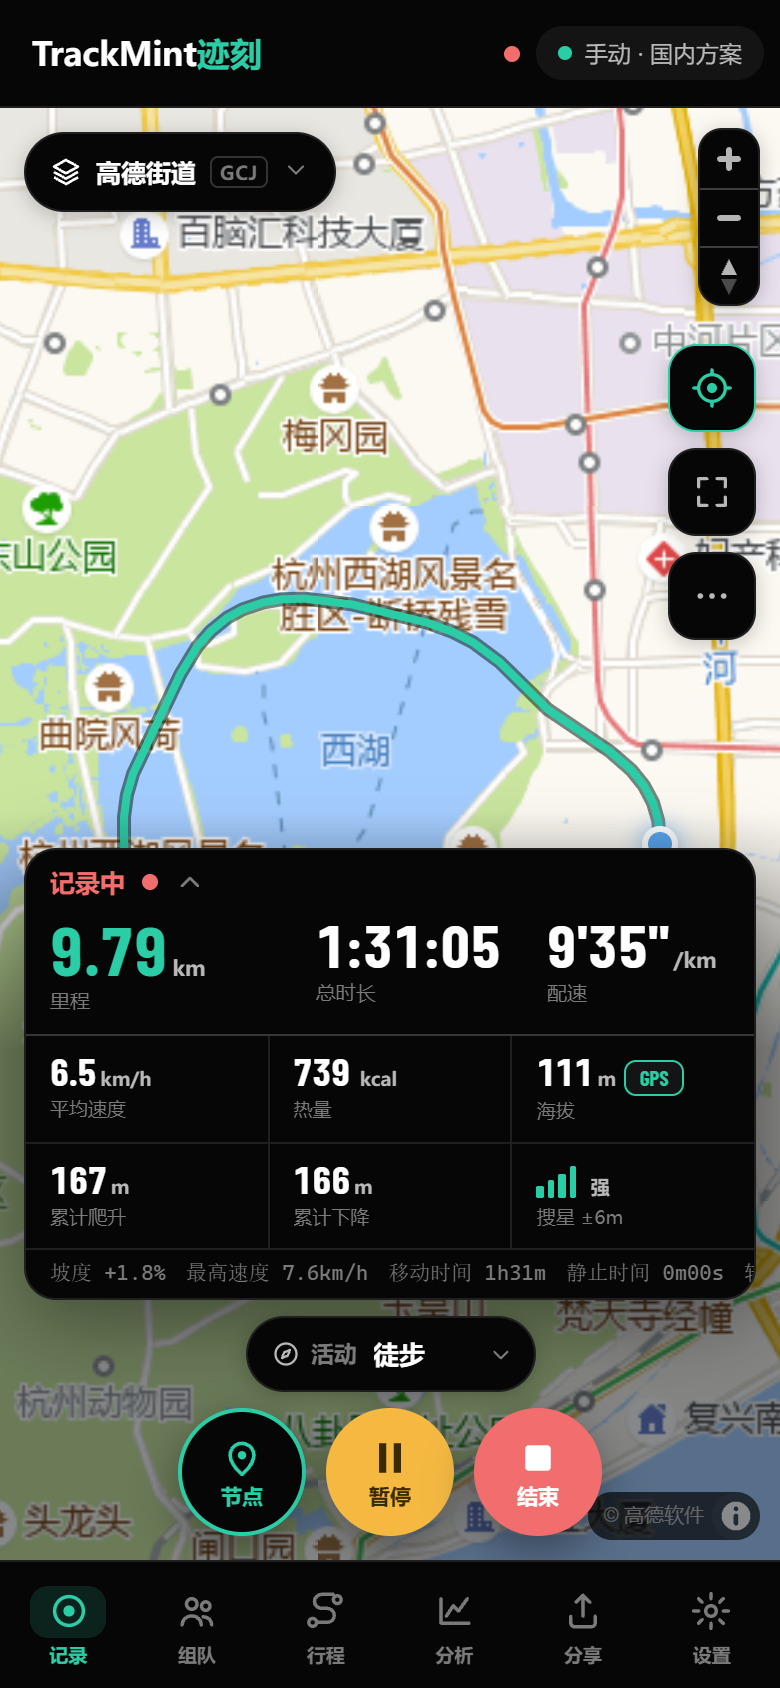 TrackMint迹刻
手动 · 国内方案
高德街道 GCJ
百脑汇科技大厦
中河片区
梅冈园
东山公园
杭州西湖风景名
胜区-断桥残雪
河
曲院风荷
西湖
记录中
9.79 km
里程
1:31:05
总时长
9'35" /km
配速
6.5 km/h
平均速度
739 kcal
热量
111 m GPS
海拔
167 m
累计爬升
166 m
累计下降
强
搜星 ±6m
坡度 +1.8% 最高速度 7.6km/h 移动时间 1h31m 静止时间 0m00s
梵天寺经幢
活动 徒步
杭州动物园
复兴南
节点
暂停
结束
© 高德软件
头龙头
闸口园
记录
组队
行程
分析
分享
设置